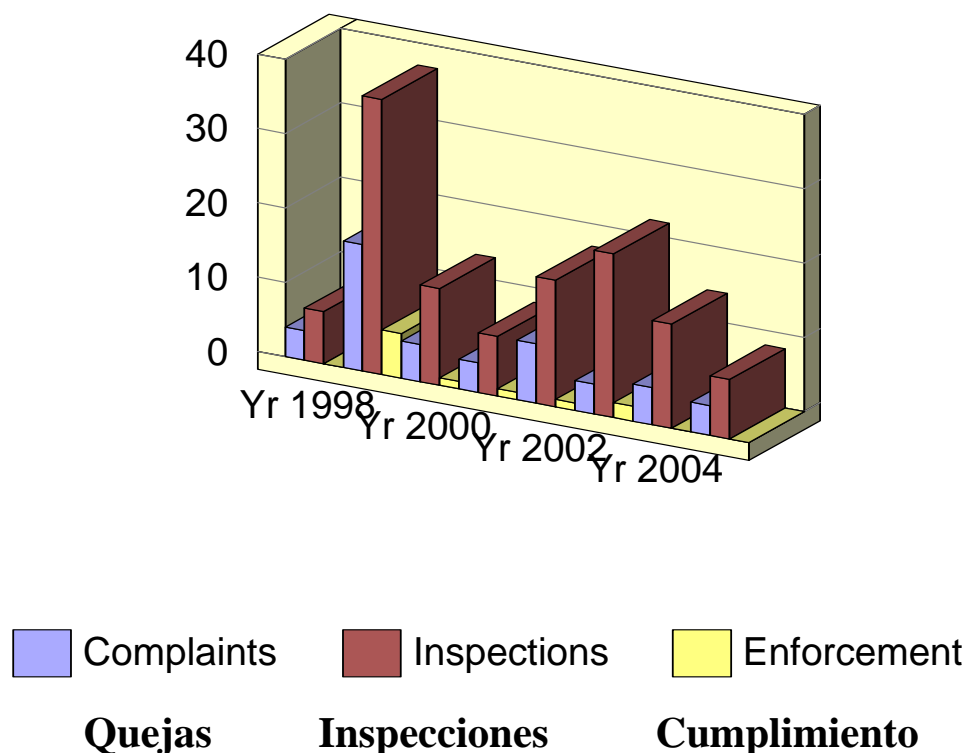 40
30
20
10
0
Yr 1998
Yr 2000
Yr 2002
Yr 2004
Complaints Inspections Enforcement
Quejas Inspecciones Cumplimiento